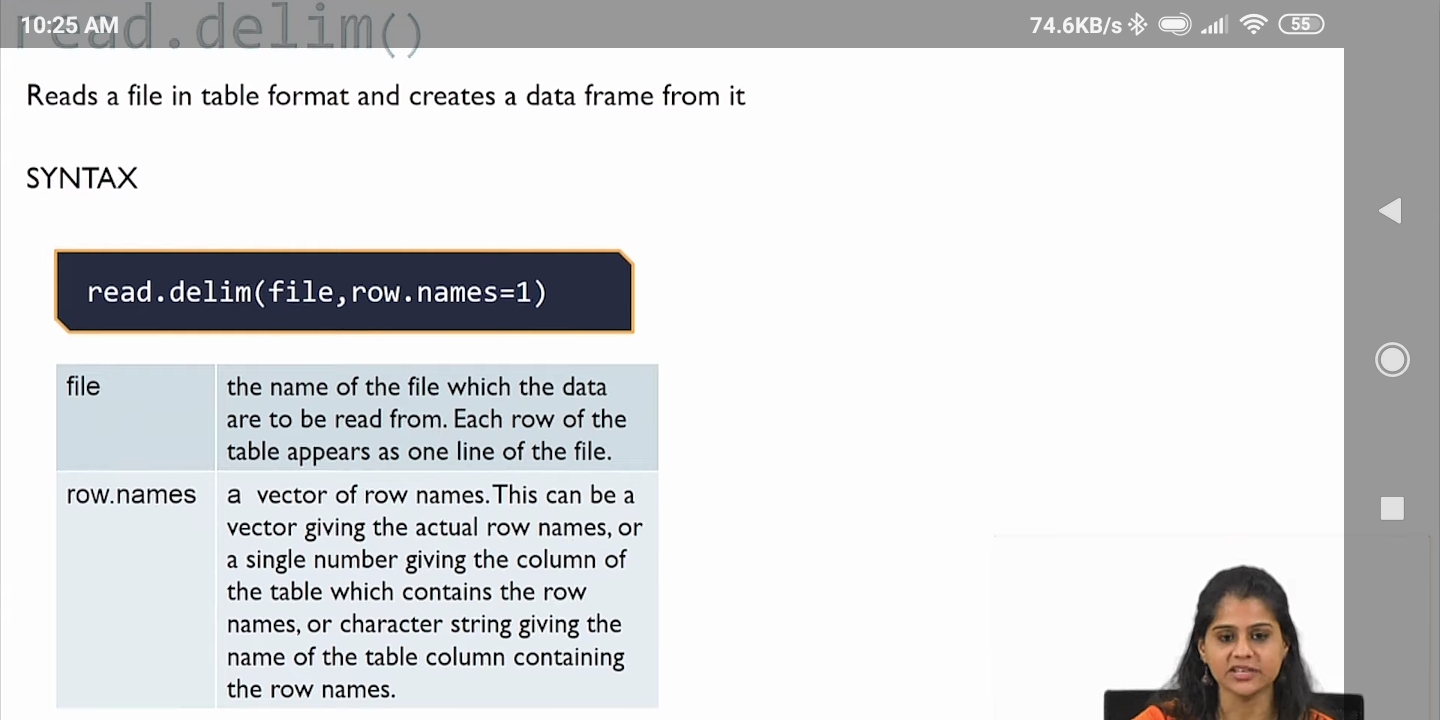 read.delim()
10:25 AM
74.6KB/s
55
Reads a file in table format and creates a data frame from it
SYNTAX
read.delim(file,row.names=1)
file
the name of the file which the data
are to be read from. Each row of the
table appears as one line of the file.
row.names
a vector of row names. This can be a
vector giving the actual row names, or
a single number giving the column of
the table which contains the row
names, or character string giving the
name of the table column containing
the row names.